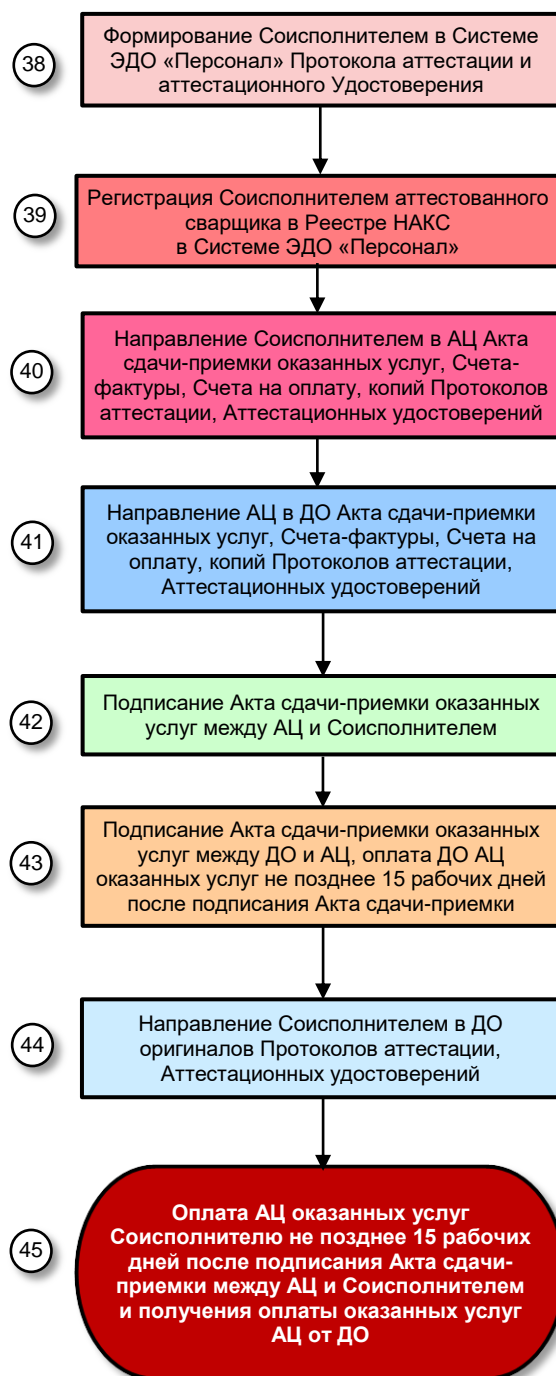 38
Формирование Соисполнителем в Системе
ЭДО «Персонал» Протокола аттестации и
аттестационного Удостоверения
39
Регистрация Соисполнителем аттестованного
сварщика в Реестре НАКС
в Системе ЭДО «Персонал»
40
Направление Соисполнителем в АЦ Акта
сдачи-приемки оказанных услуг, Счета-
фактуры, Счета на оплату, копий Протоколов
аттестации, Аттестационных удостоверений
41
Направление АЦ в ДО Акта сдачи-приемки
оказанных услуг, Счета-фактуры, Счета на
оплату, копий Протоколов аттестации,
Аттестационных удостоверений
42
Подписание Акта сдачи-приемки оказанных
услуг между АЦ и Соисполнителем
43
Подписание Акта сдачи-приемки оказанных
услуг между ДО и АЦ, оплата ДО АЦ
оказанных услуг не позднее 15 рабочих дней
после подписания Акта сдачи-приемки
44
Направление Соисполнителем в ДО
оригиналов Протоколов аттестации,
Аттестационных удостоверений
45
Оплата АЦ оказанных услуг
Соисполнителю не позднее 15 рабочих
дней после подписания Акта сдачи-
приемки между АЦ и Соисполнителем
и получения оплаты оказанных услуг
АЦ от ДО